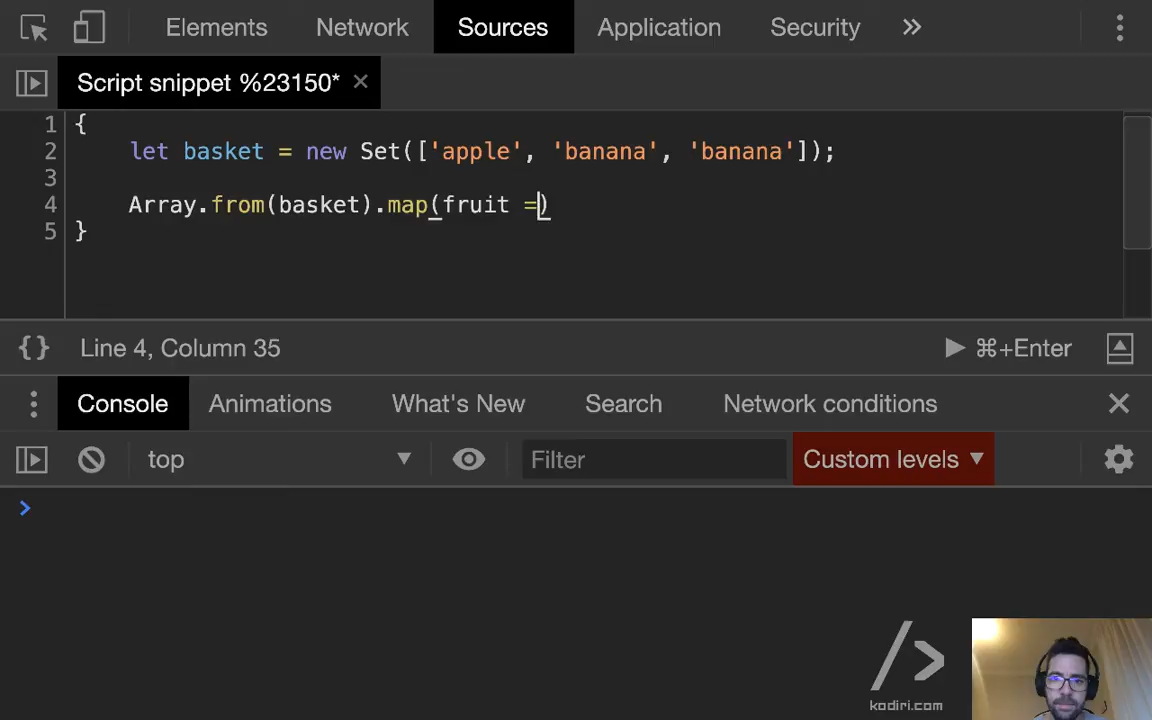 Elements Network Sources Application Security »
Script snippet %23150* ×
1 {
2 let basket = new Set(['apple', 'banana', 'banana']);
3
4 Array.from(basket).map(fruit =)
5 }
{} Line 4, Column 35 ⌘+Enter
Console Animations What's New Search Network conditions ×
top Filter Custom levels
>
/>
kodiri.com